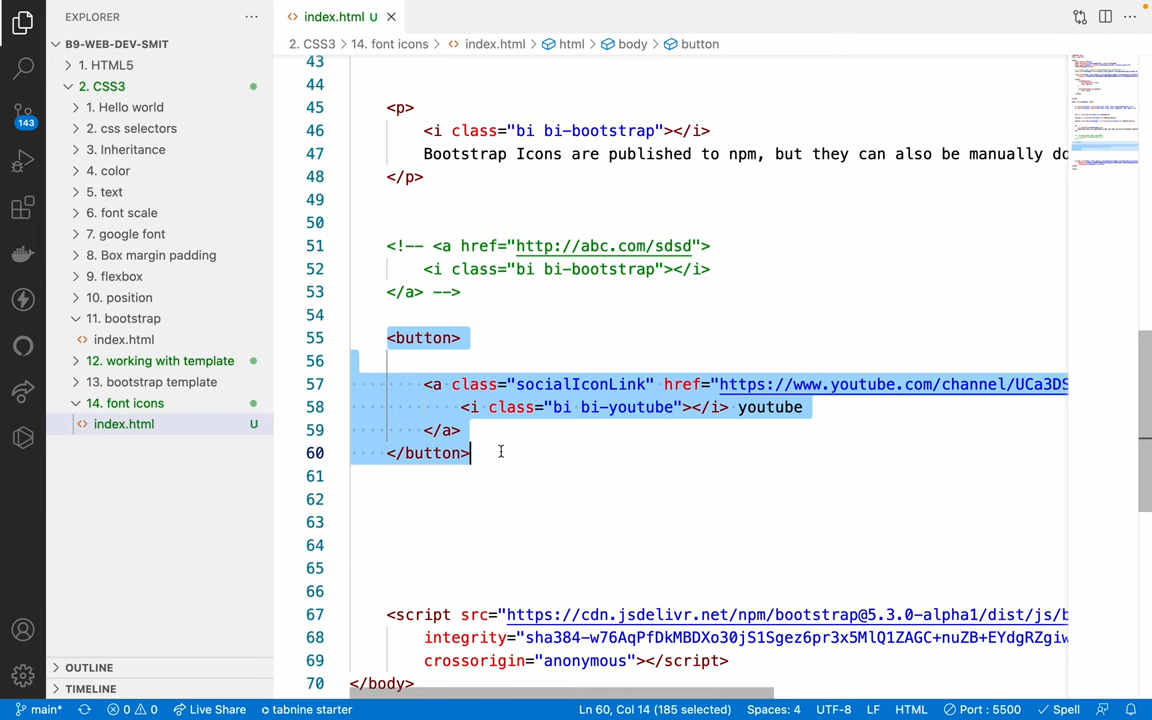 EXPLORER
B9-WEB-DEV-SMIT
1. HTML5
2. CSS3
1. Hello world
2. css selectors
3. Inheritance
4. color
5. text
6. font scale
7. google font
8. Box margin padding
9. flexbox
10. position
11. bootstrap
<> index.html
12. working with template
13. bootstrap template
14. font icons
<> index.html U
OUTLINE
TIMELINE
143
<> index.html U
2. CSS3 > 14. font icons > <> index.html > html > body > button
43
44
45 <p>
46 <i class="bi bi-bootstrap"></i>
47 Bootstrap Icons are published to npm, but they can also be manually do
48 </p>
49
50
51 <!-- <a href="http://abc.com/sdsd">
52 <i class="bi bi-bootstrap"></i>
53 </a> -->
54
55 <button>
56
57 <a class="socialIconLink" href="https://www.youtube.com/channel/UCa3DS
58 <i class="bi bi-youtube"></i> youtube
59 </a>
60 </button>
61
62
63
64
65
66
67 <script src="https://cdn.jsdelivr.net/npm/bootstrap@5.3.0-alpha1/dist/js/b
68 integrity="sha384-w76AqPfDkMBDXo30jS1Sgez6pr3x5MlQ1ZAGC+nuZB+EYdgRZgiw
69 crossorigin="anonymous"></script>
70 </body>
main* 0 0 Live Share tabnine starter Ln 60, Col 14 (185 selected) Spaces: 4 UTF-8 LF HTML Port : 5500 Spell